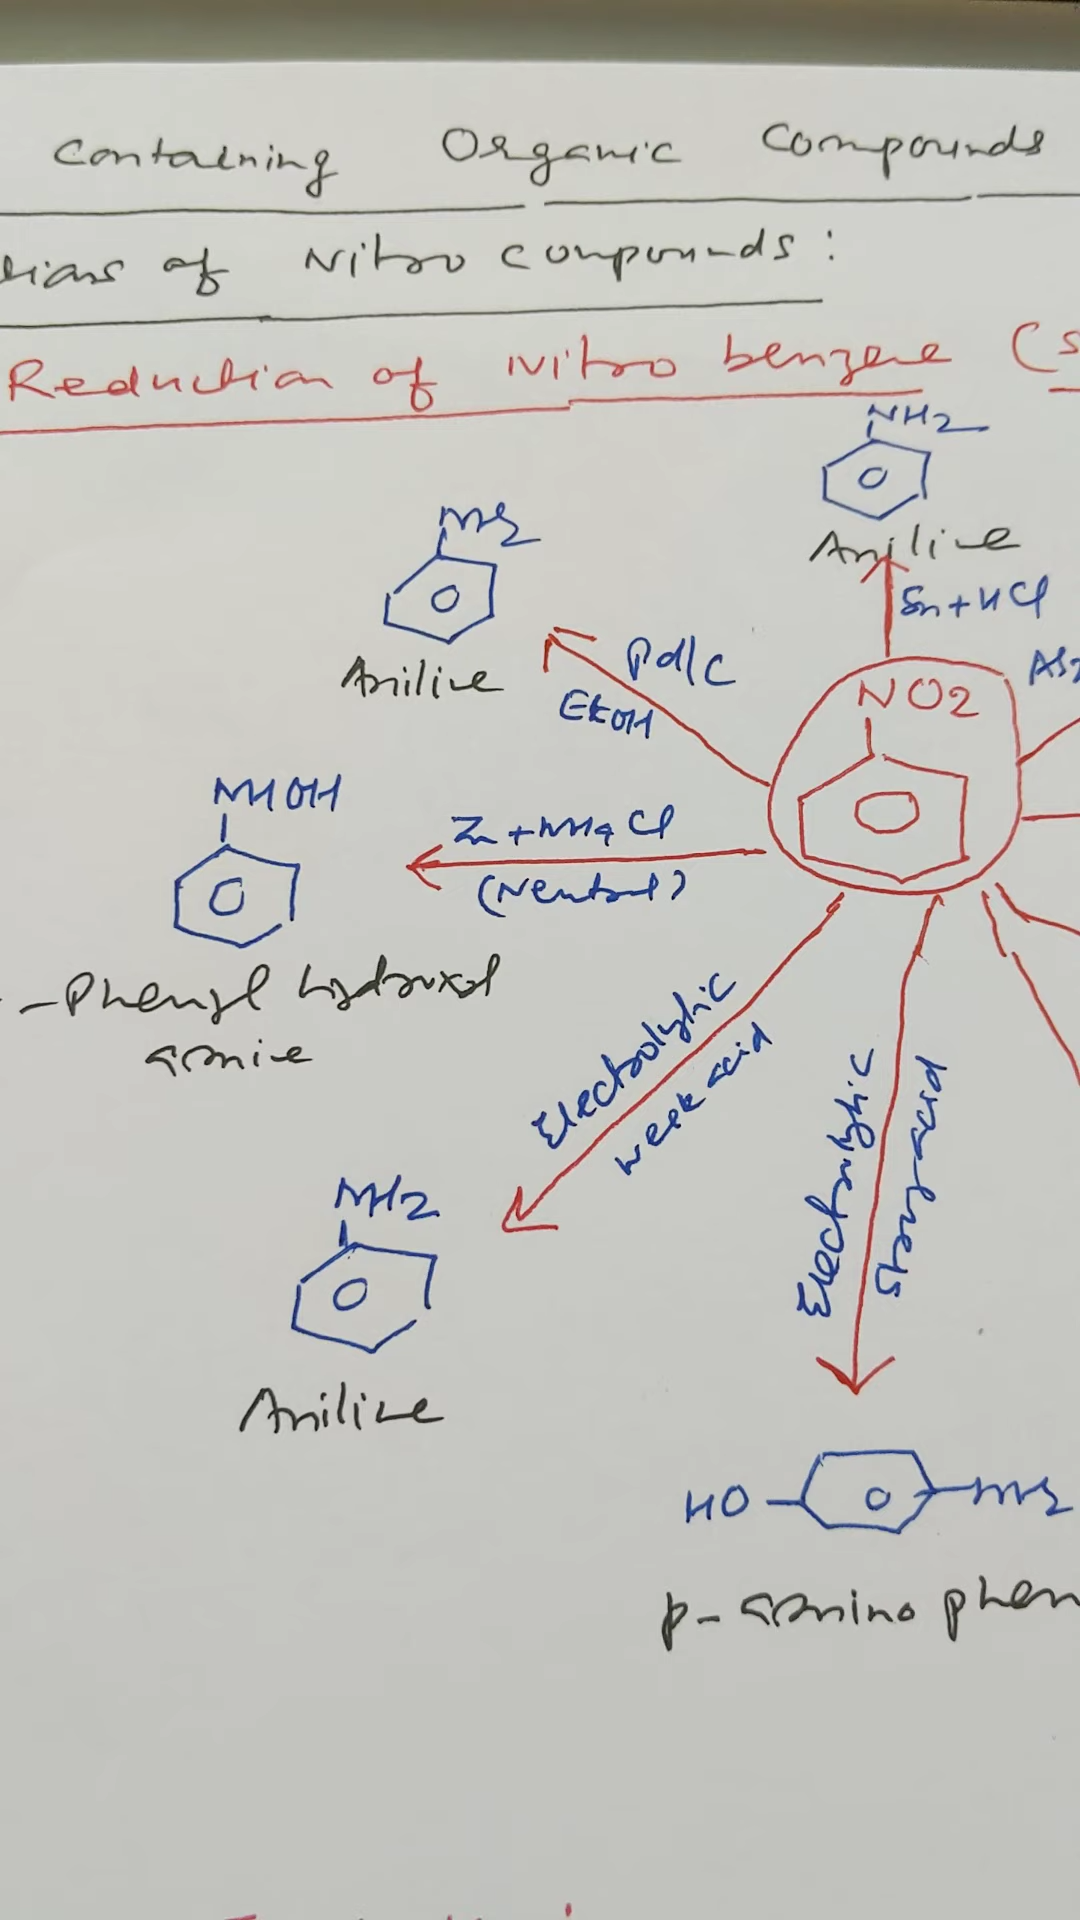 Containing Organic Compounds
of Nitro compounds:
Reduction of Nitro benzene (S
NH2
Aniline
Sn+HCl
NH2
Aniline
Pd/C
EtOH
NO2
NHOH
Zn+NH4Cl
(Neutral)
-Phenyl hydroxyl
amine
Electrolytic
weak acid
NH2
Aniline
Electrolytic
Strong acid
HO
NH2
p-amino phen